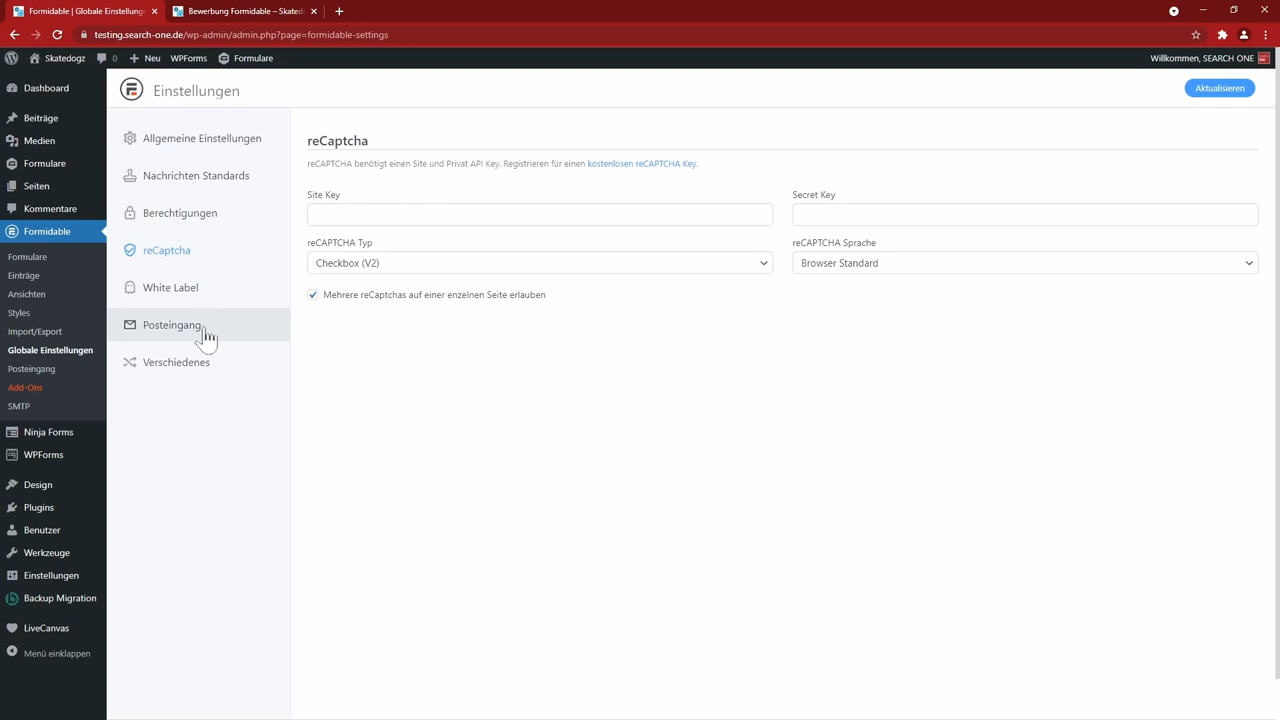 Formidable | Globale Einstellung
Bewerbung Formidable – Skated
testing.search-one.de/wp-admin/admin.php?page=formidable-settings
Skatedogz
0
Neu
WPForms
Formulare
Willkommen, SEARCH ONE
Dashboard
Beiträge
Medien
Formulare
Seiten
Kommentare
Formidable
Formulare
Einträge
Ansichten
Styles
Import/Export
Globale Einstellungen
Posteingang
Add-Ons
SMTP
Ninja Forms
WPForms
Design
Plugins
Benutzer
Werkzeuge
Einstellungen
Backup Migration
LiveCanvas
Menü einklappen
Einstellungen
Aktualisieren
Allgemeine Einstellungen
Nachrichten Standards
Berechtigungen
reCaptcha
White Label
Posteingang
Verschiedenes
reCaptcha
reCAPTCHA benötigt einen Site und Privat API Key. Registrieren für einen kostenlosen reCAPTCHA Key.
Site Key
Secret Key
reCAPTCHA Typ
reCAPTCHA Sprache
Checkbox (V2)
Browser Standard
Mehrere reCaptchas auf einer enzelnen Seite erlauben